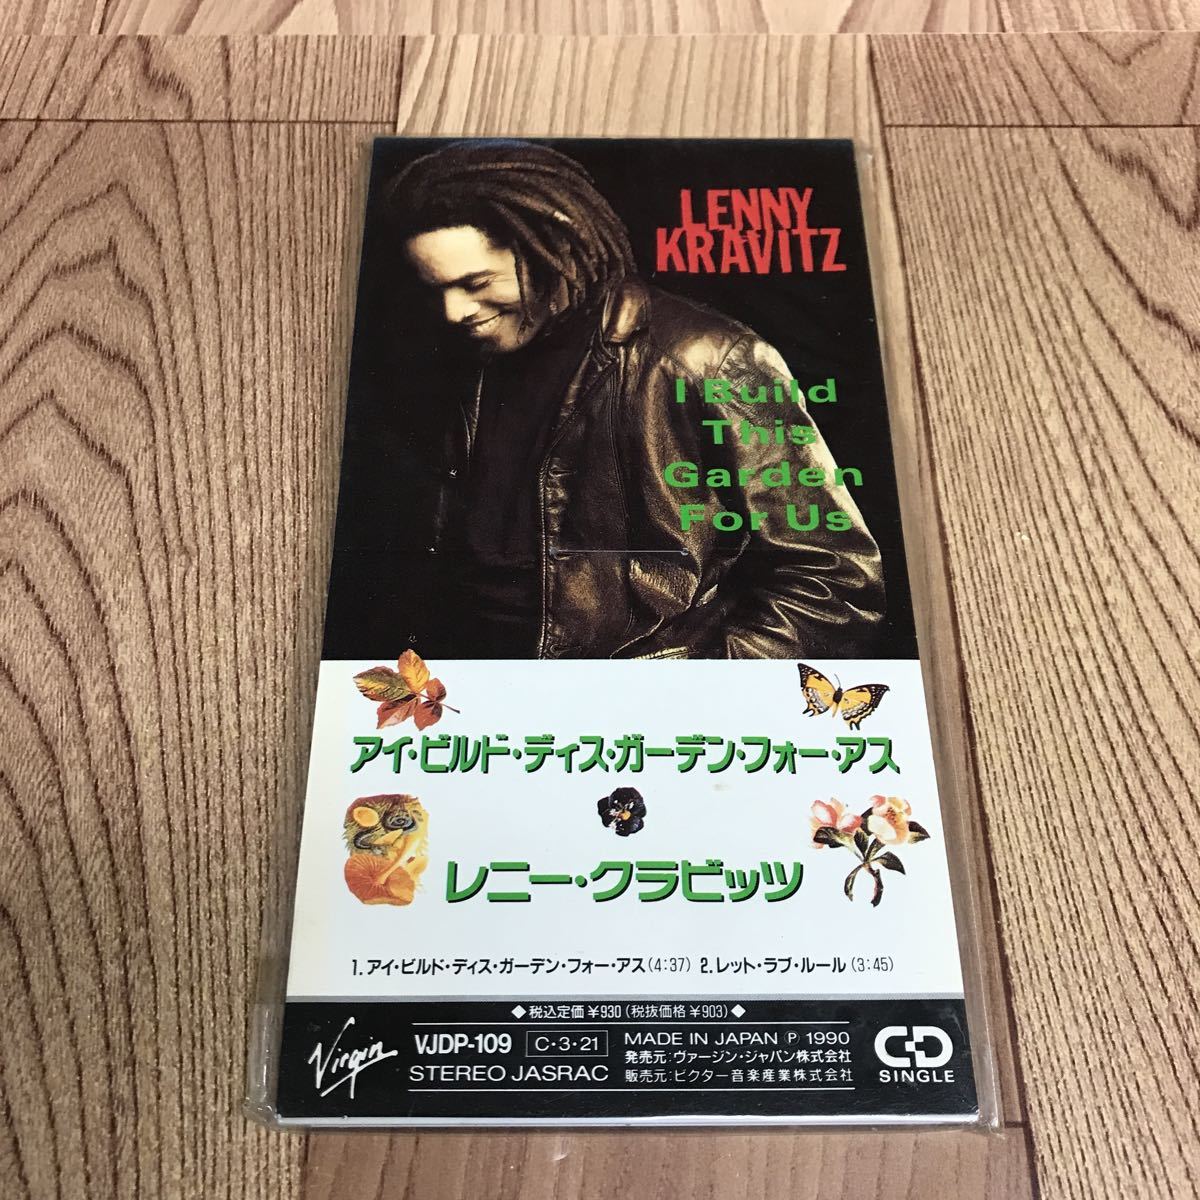 LENNY
KRAVITZ
I Build
This
Garden
For Us
アイ・ビルド・ディス・ガーデン・フォー・アス
レニー・クラビッツ
1. アイ・ビルド・ディス・ガーデン・フォー・アス(4:37) 2. レット・ラブ・ルール(3:45)
◆税込定価¥930(税抜価格¥903)◆
Virgin
VJDP-109 C・3・21
STEREO JASRAC
MADE IN JAPAN Ⓟ 1990
発売元:ヴァージン・ジャパン株式会社
販売元:ビクター音楽産業株式会社
CD
SINGLE